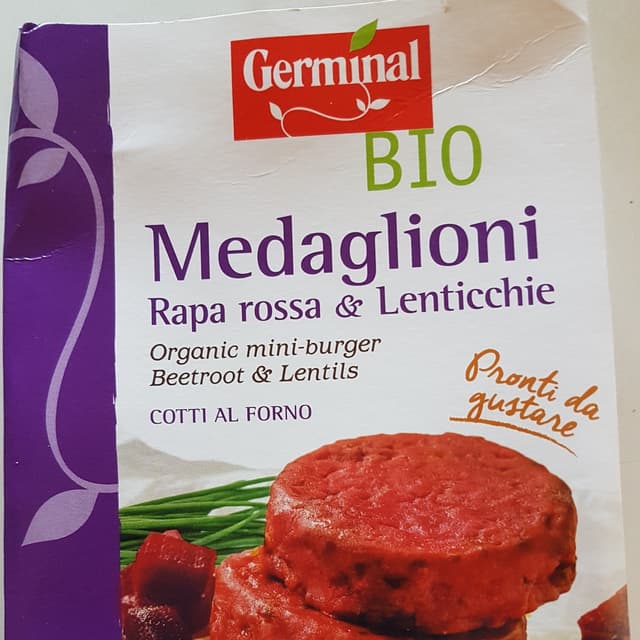 Germinal
BIO
Medaglioni
Rapa rossa & Lenticchie
Organic mini-burger
Beetroot & Lentils
COTTI AL FORNO
Pronti da
gustare